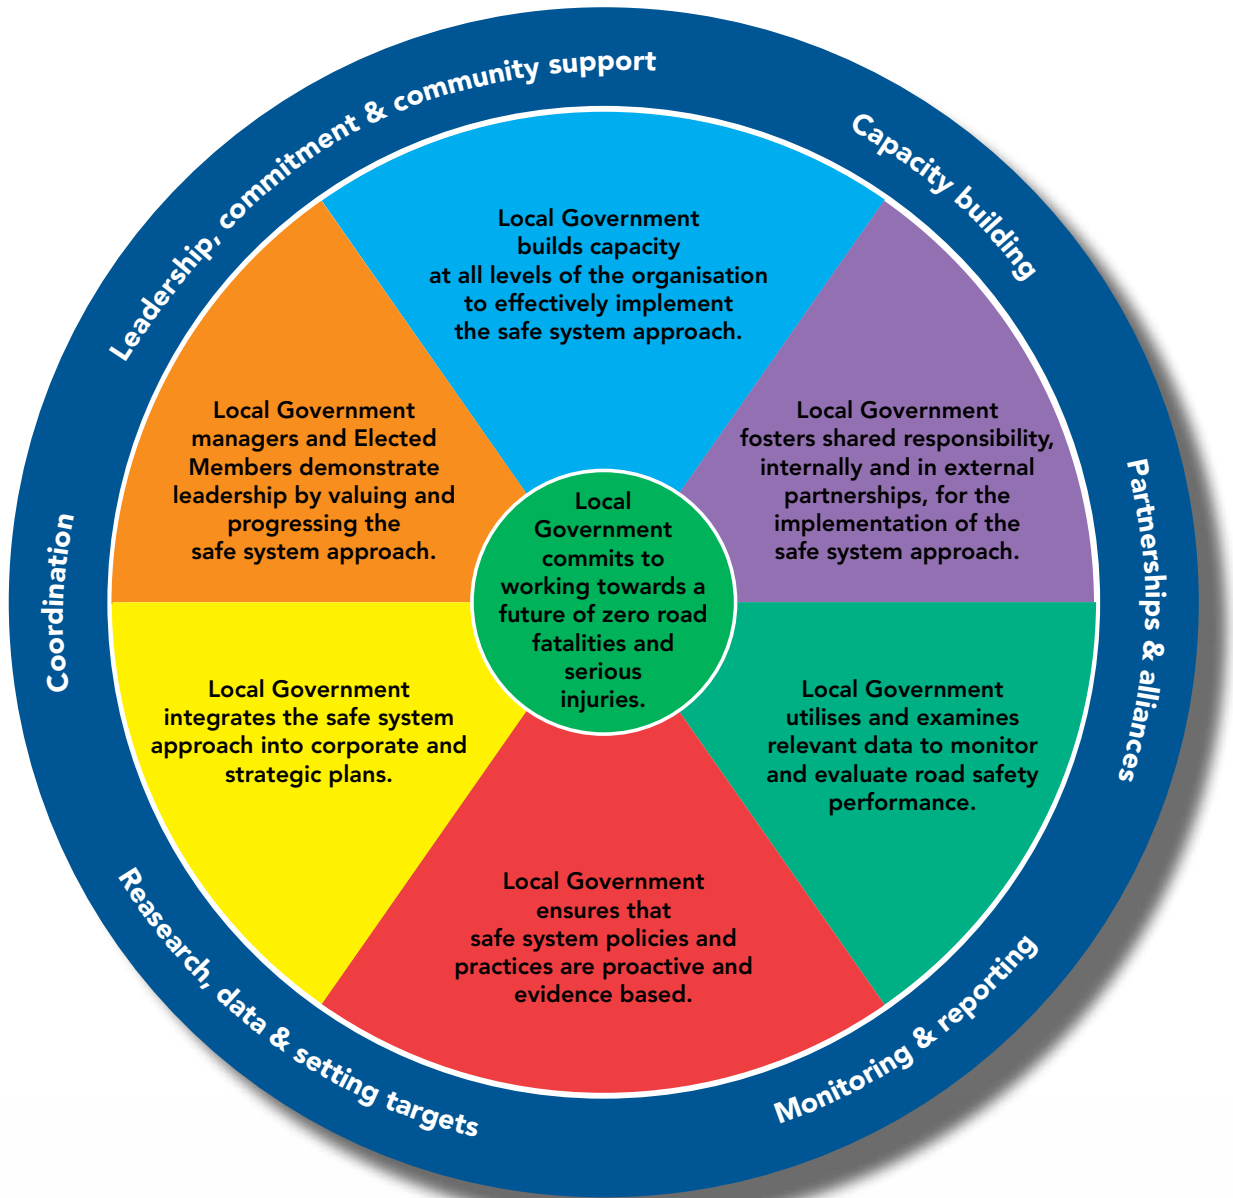 Leadership, commitment & community support
Capacity building
Partnerships & alliances
Monitoring & reporting
Reasearch, data & setting targets
Coordination
Local Government
builds capacity
at all levels of the organisation
to effectively implement
the safe system approach.
Local Government
fosters shared responsibility,
internally and in external
partnerships, for the
implementation of the
safe system approach.
Local Government
utilises and examines
relevant data to monitor
and evaluate road safety
performance.
Local Government
ensures that
safe system policies and
practices are proactive and
evidence based.
Local Government
integrates the safe system
approach into corporate and
strategic plans.
Local Government
managers and Elected
Members demonstrate
leadership by valuing and
progressing the
safe system approach.
Local
Government
commits to
working towards a
future of zero road
fatalities and
serious
injuries.